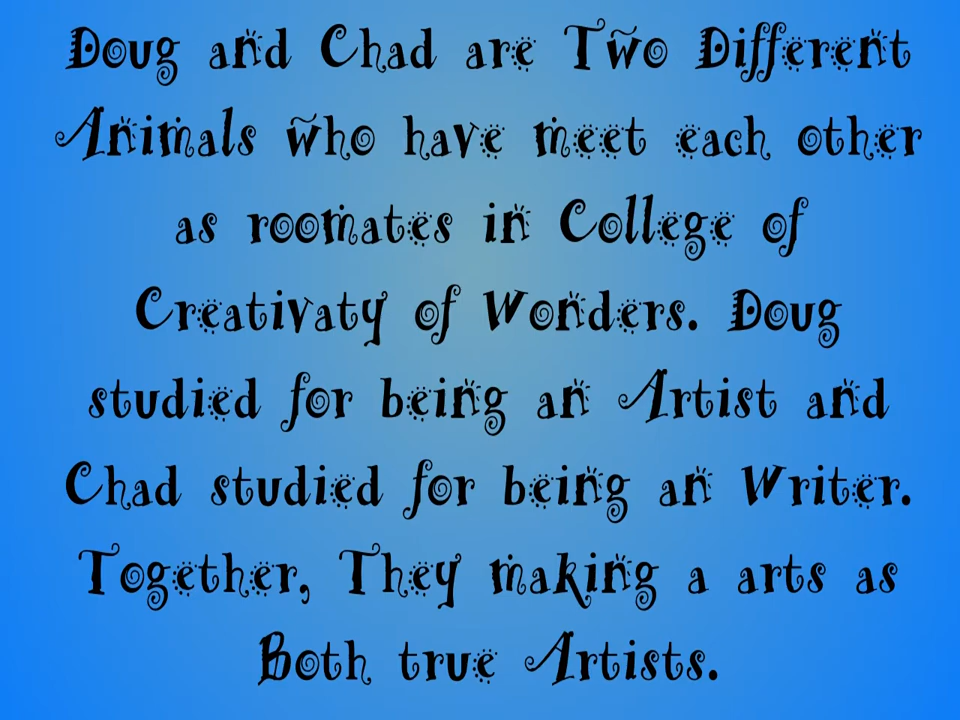 Doug and Chad are Two Different
Animals who have meet each other
as roomates in College of
Creativaty of Wonders. Doug
studied for being an Artist and
Chad studied for being an Writer.
Together, They making a arts as
Both true Artists.